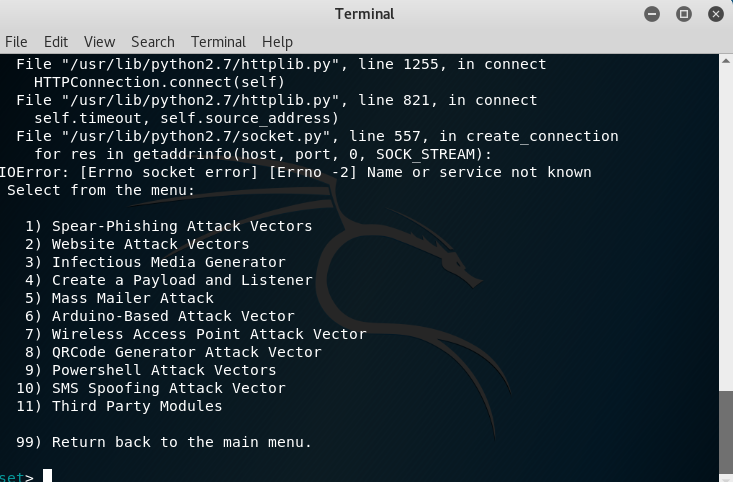 Terminal
File Edit View Search Terminal Help
File "/usr/lib/python2.7/httplib.py", line 1255, in connect
HTTPConnection.connect(self)
File "/usr/lib/python2.7/httplib.py", line 821, in connect
self.timeout, self.source_address)
File "/usr/lib/python2.7/socket.py", line 557, in create_connection
for res in getaddrinfo(host, port, 0, SOCK_STREAM):
IOError: [Errno socket error] [Errno -2] Name or service not known
Select from the menu:
1) Spear-Phishing Attack Vectors
2) Website Attack Vectors
3) Infectious Media Generator
4) Create a Payload and Listener
5) Mass Mailer Attack
6) Arduino-Based Attack Vector
7) Wireless Access Point Attack Vector
8) QRCode Generator Attack Vector
9) Powershell Attack Vectors
10) SMS Spoofing Attack Vector
11) Third Party Modules
99) Return back to the main menu.
set>